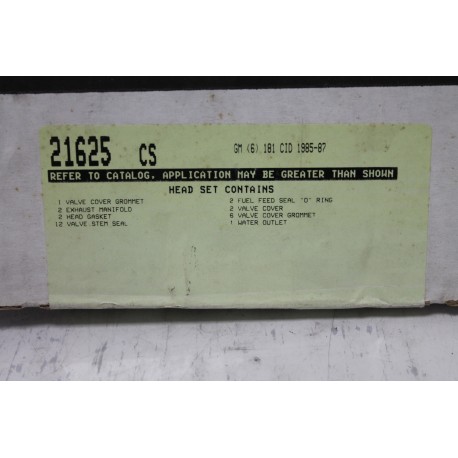 21625 CS GM (6) 181 CID 1985-87
REFER TO CATALOG. APPLICATION MAY BE GREATER THAN SHOWN
HEAD SET CONTAINS
1 VALVE COVER GROMMET
2 EXHAUST MANIFOLD
2 HEAD GASKET
12 VALVE STEM SEAL
2 FUEL FEED SEAL "O" RING
2 VALVE COVER
6 VALVE COVER GROMMET
1 WATER OUTLET